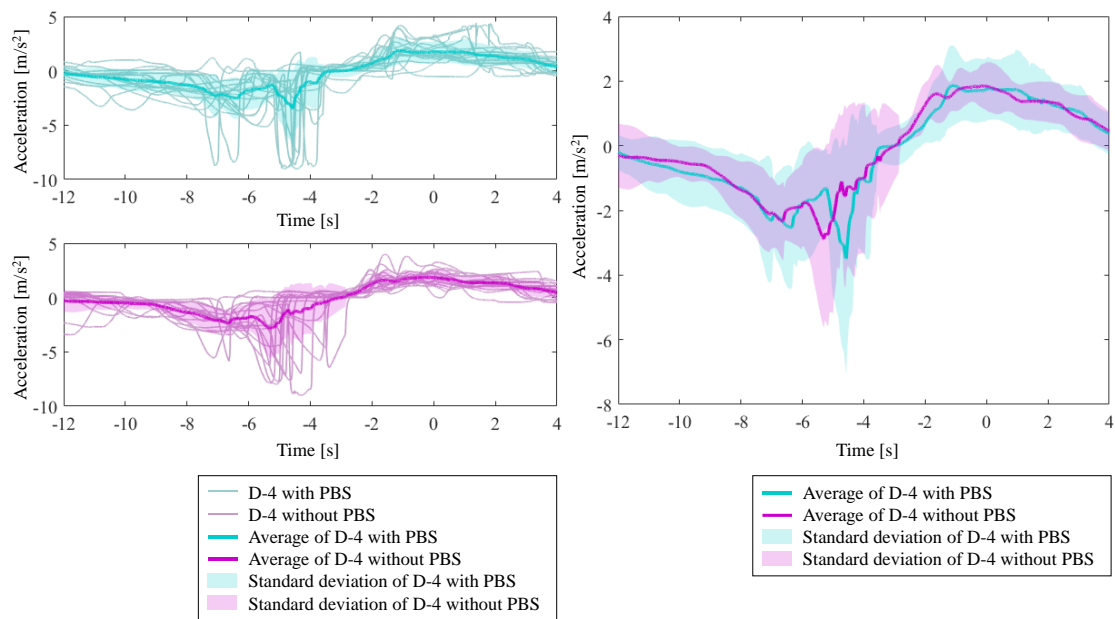 5
0
-5
-10
Acceleration [m/s²]
-12 -10 -8 -6 -4 -2 0 2 4
Time [s]
5
0
-5
-10
Acceleration [m/s²]
-12 -10 -8 -6 -4 -2 0 2 4
Time [s]
D-4 with PBS
D-4 without PBS
Average of D-4 with PBS
Average of D-4 without PBS
Standard deviation of D-4 with PBS
Standard deviation of D-4 without PBS
4
2
0
-2
-4
-6
-8
Acceleration [m/s²]
-12 -10 -8 -6 -4 -2 0 2 4
Time [s]
Average of D-4 with PBS
Average of D-4 without PBS
Standard deviation of D-4 with PBS
Standard deviation of D-4 without PBS